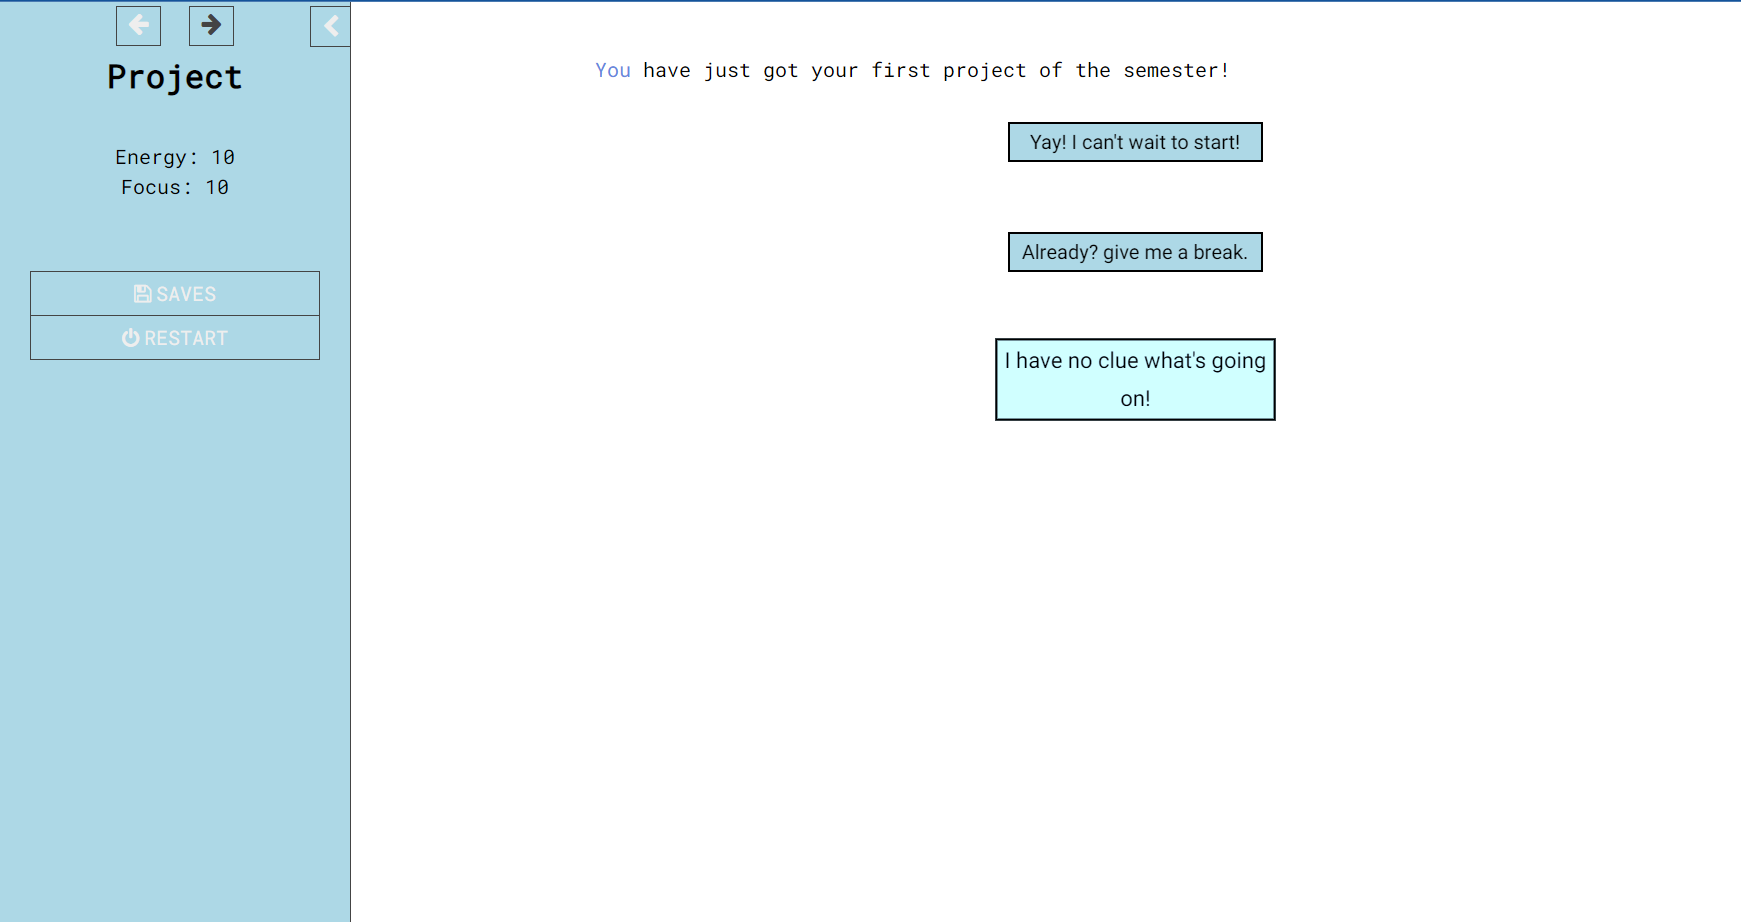 Project
Energy: 10
Focus: 10
SAVES
RESTART
You have just got your first project of the semester!
Yay! I can't wait to start!
Already? give me a break.
I have no clue what's going
on!